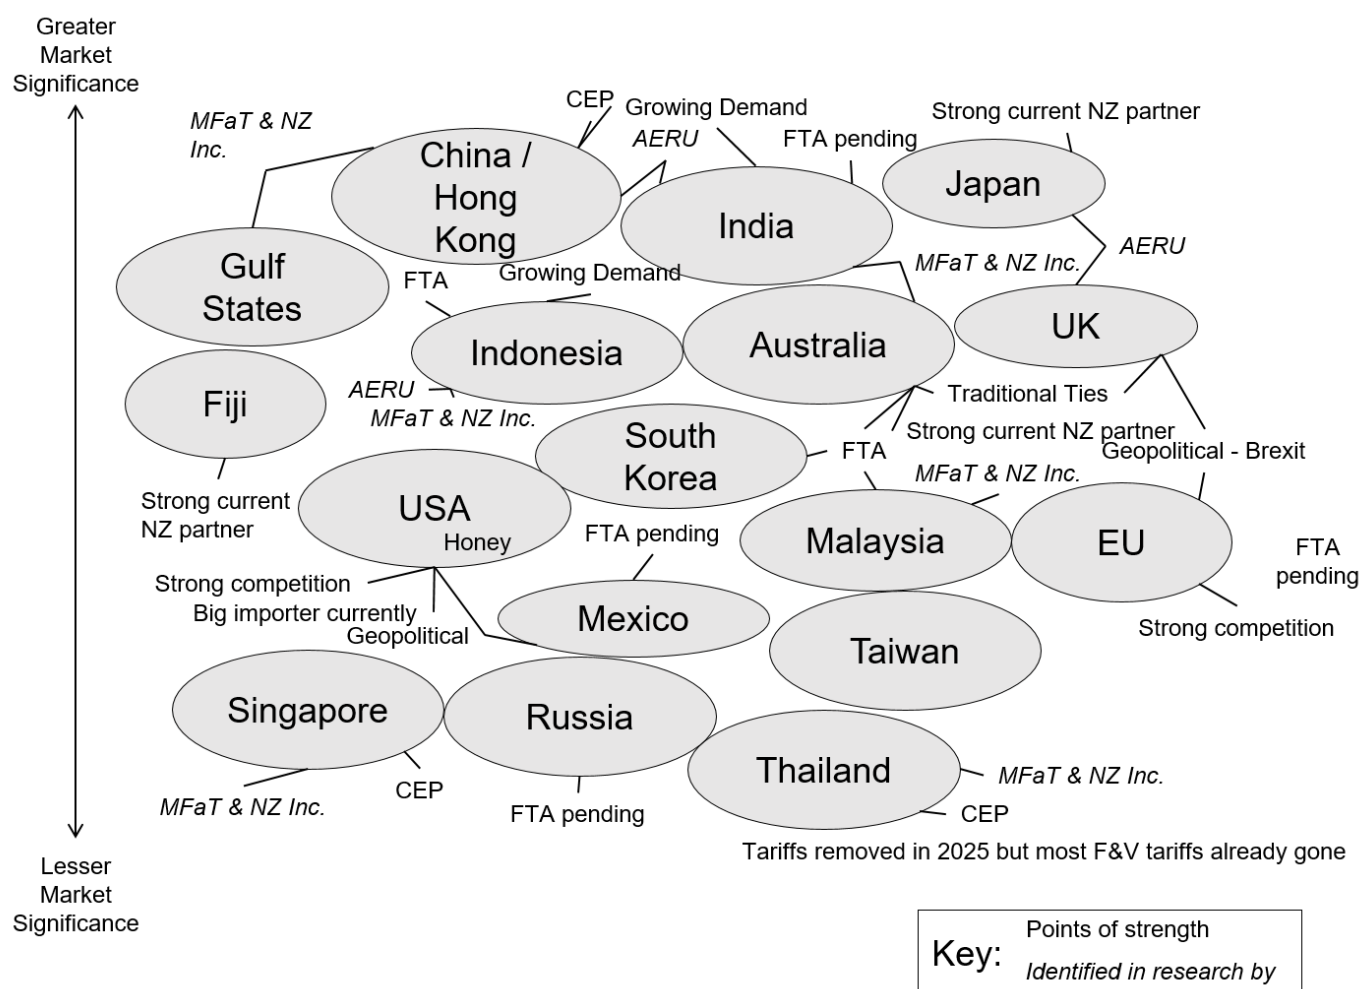 Greater
Market
Significance
MFaT & NZ
Inc.
CEP
Growing Demand
AERU
FTA pending
Strong current NZ partner
China /
Hong
Kong
India
Japan
AERU
MFaT & NZ Inc.
Gulf
States
FTA
Growing Demand
Indonesia
Australia
UK
Fiji
AERU
MFaT & NZ Inc.
Traditional Ties
Strong current NZ partner
South
Korea
FTA
Geopolitical - Brexit
MFaT & NZ Inc.
Strong current
NZ partner
USA
Honey
FTA pending
Malaysia
EU
FTA
pending
Strong competition
Big importer currently
Geopolitical
Mexico
Taiwan
Strong competition
Singapore
Russia
Thailand
MFaT & NZ Inc.
CEP
MFaT & NZ Inc.
CEP
FTA pending
Tariffs removed in 2025 but most F&V tariffs already gone
Lesser
Market
Significance
Key:
Points of strength
Identified in research by